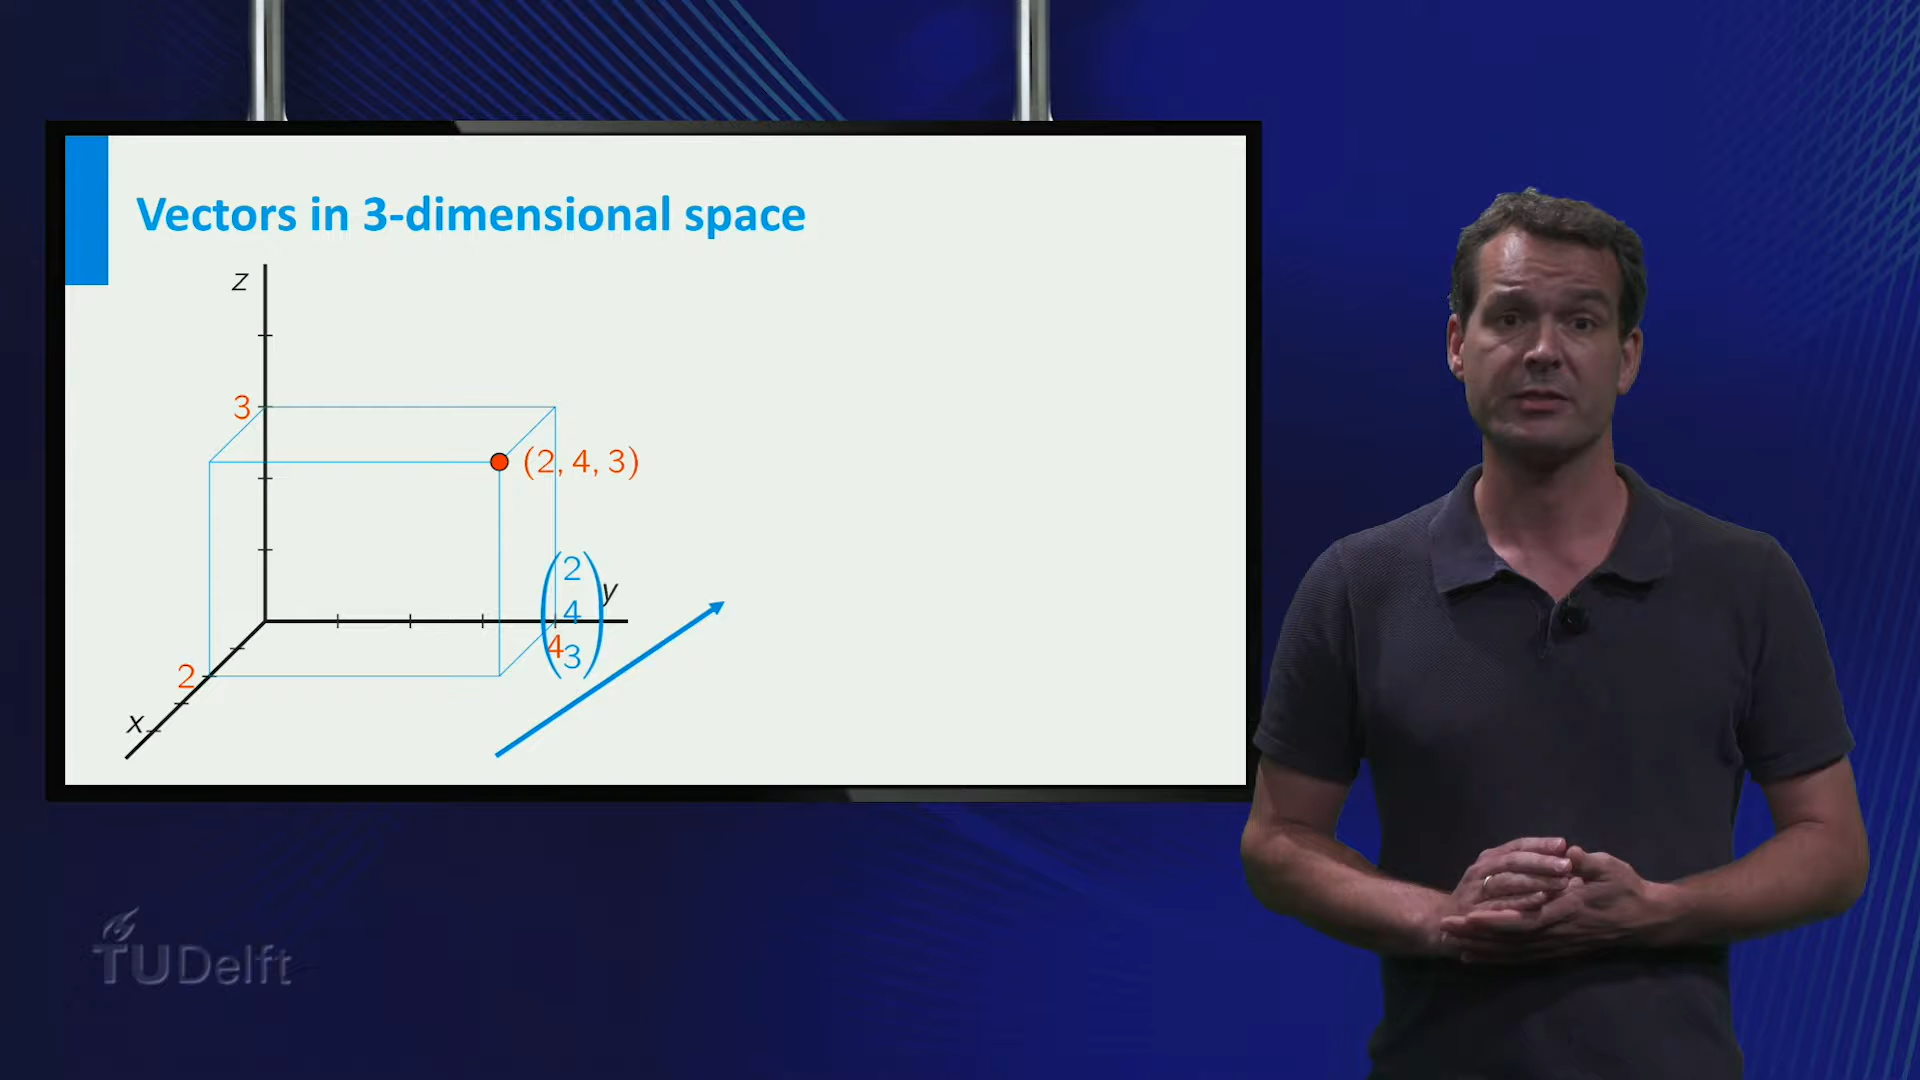 Vectors in 3-dimensional space
z
3
(2, 4, 3)
2
4
3
y
4
2
x
TUDelft